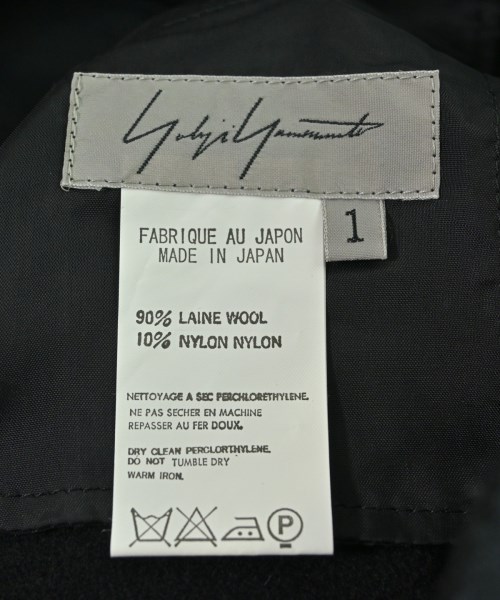 Yohji Yamamoto
1
FABRIQUE AU JAPON
MADE IN JAPAN
90% LAINE WOOL
10% NYLON NYLON
NETTOYAGE A SEC PERCHLORETHYLENE.
NE PAS SECHER EN MACHINE
REPASSER AU FER DOUX.
DRY CLEAN PERCLORTHYLENE.
DO NOT TUMBLE DRY
WARM IRON.
P